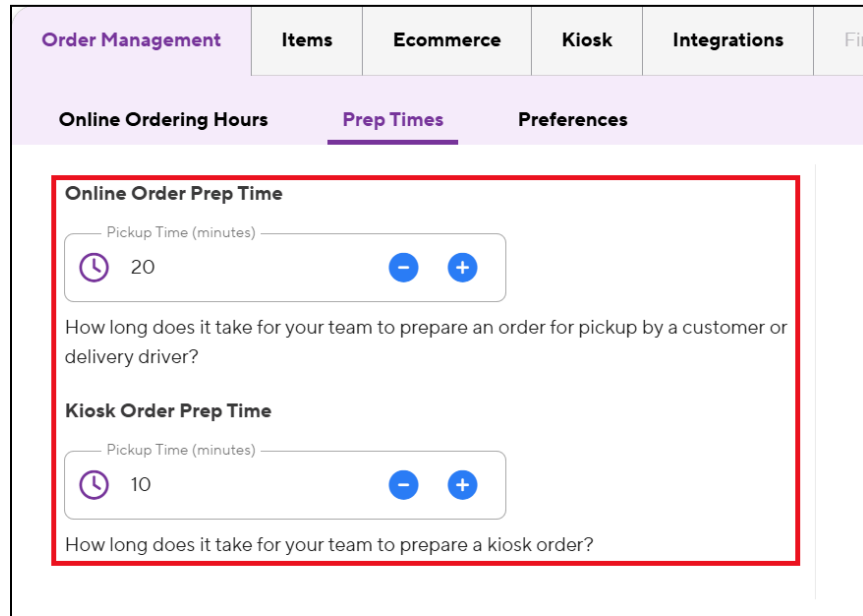 Order Management Items Ecommerce Kiosk Integrations
Online Ordering Hours Prep Times Preferences
Online Order Prep Time
Pickup Time (minutes)
20
How long does it take for your team to prepare an order for pickup by a customer or
delivery driver?
Kiosk Order Prep Time
Pickup Time (minutes)
10
How long does it take for your team to prepare a kiosk order?